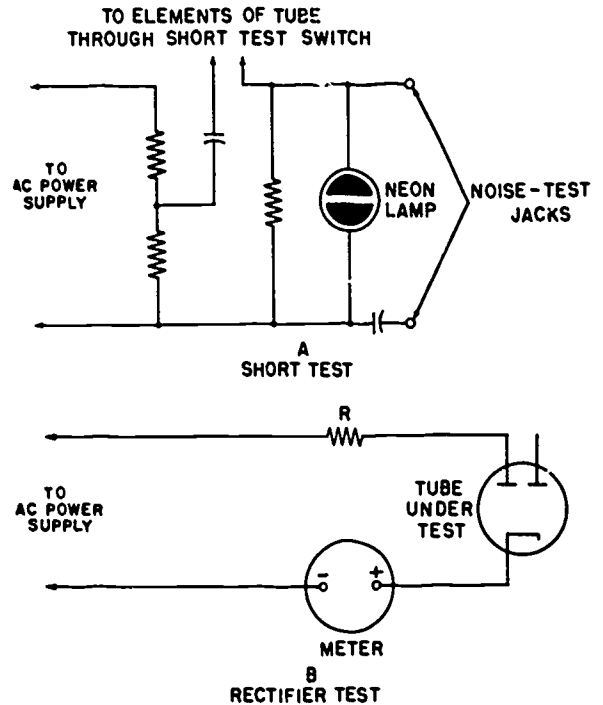 TO ELEMENTS OF TUBE
THROUGH SHORT TEST SWITCH
TO
AC POWER
SUPPLY
NEON
LAMP
NOISE-TEST
JACKS
A
SHORT TEST
R
TO
AC POWER
SUPPLY
TUBE
UNDER
TEST
- +
METER
B
RECTIFIER TEST